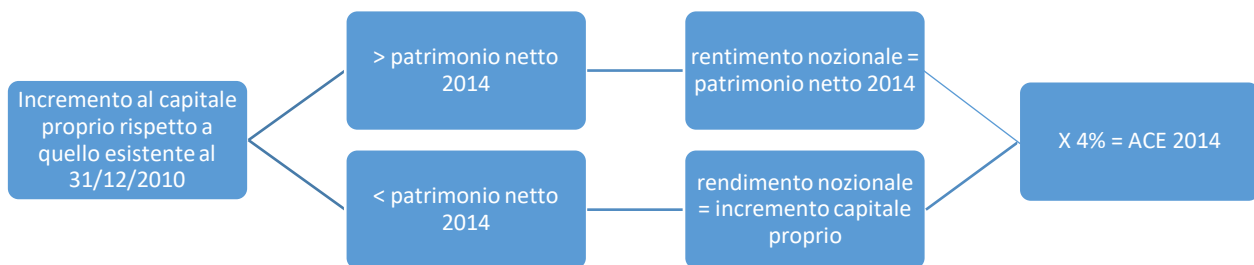 Incremento al capitale
proprio rispetto a
quello esistente al
31/12/2010
> patrimonio netto
2014
rentimento nozionale =
patrimonio netto 2014
< patrimonio netto
2014
rendimento nozionale
= incremento capitale
proprio
X 4% = ACE 2014